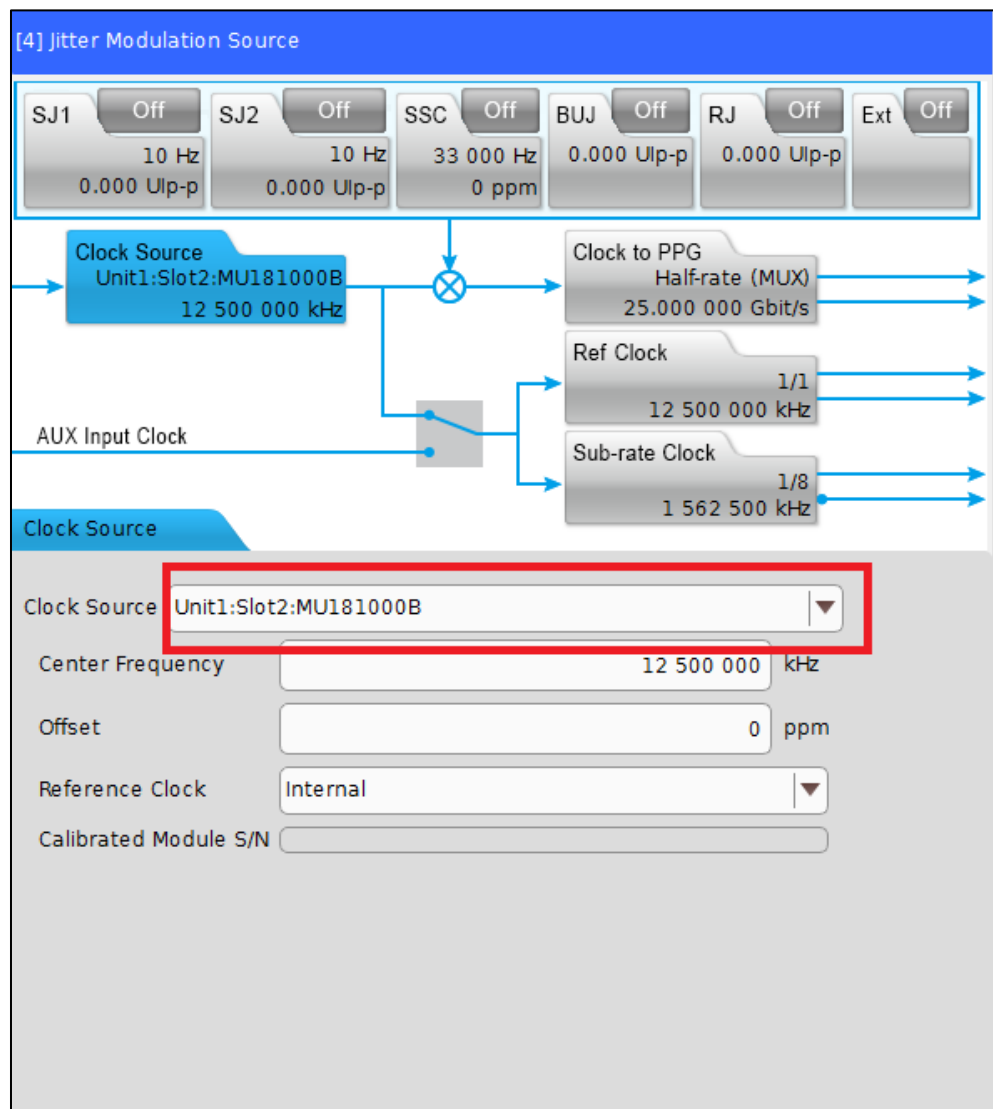 [4] Jitter Modulation Source
SJ1 Off SJ2 Off SSC Off BUJ Off RJ Off Ext Off
10 Hz 10 Hz 33 000 Hz 0.000 UIp-p 0.000 UIp-p
0.000 UIp-p 0.000 UIp-p 0 ppm
Clock Source
Unit1:Slot2:MU181000B
12 500 000 kHz
Clock to PPG
Half-rate (MUX)
25.000 000 Gbit/s
Ref Clock
1/1
12 500 000 kHz
AUX Input Clock
Sub-rate Clock
1/8
1 562 500 kHz
Clock Source
Clock Source Unit1:Slot2:MU181000B
Center Frequency 12 500 000 kHz
Offset 0 ppm
Reference Clock Internal
Calibrated Module S/N